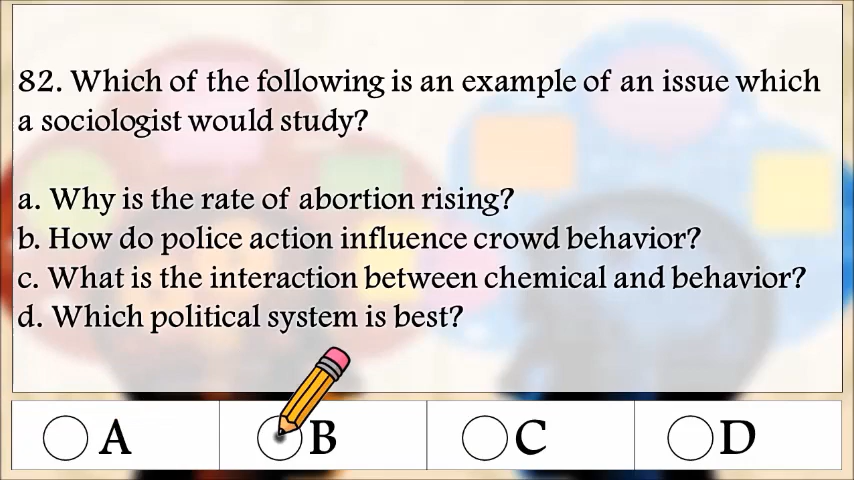 82. Which of the following is an example of an issue which
a sociologist would study?
a. Why is the rate of abortion rising?
b. How do police action influence crowd behavior?
c. What is the interaction between chemical and behavior?
d. Which political system is best?
A B C D